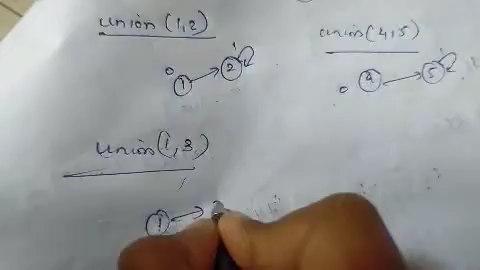 union (1,2)
union (4,5)
0 1 2 1
0 4 5 1
union (1,3)
1